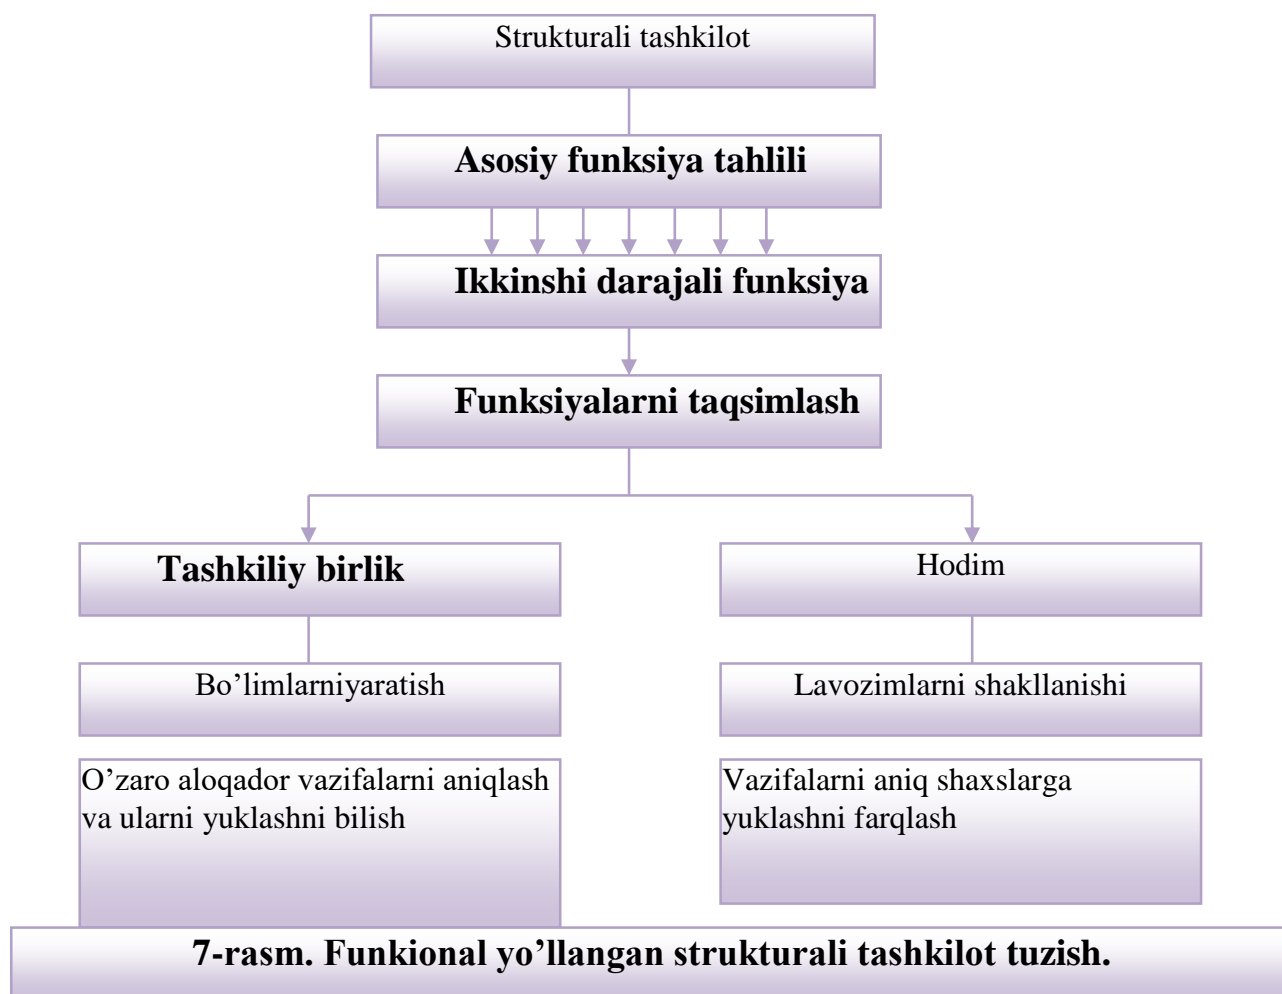 Strukturali tashkilot
Asosiy funksiya tahlili
Ikkinshi darajali funksiya
Funksiyalarni taqsimlash
Tashkiliy birlik
Hodim
Bo’limlarniyaratish
Lavozimlarni shakllanishi
O’zaro aloqador vazifalarni aniqlash
va ularni yuklashni bilish
Vazifalarni aniq shaxslarga
yuklashni farqlash
7-rasm. Funkional yo’llangan strukturali tashkilot tuzish.